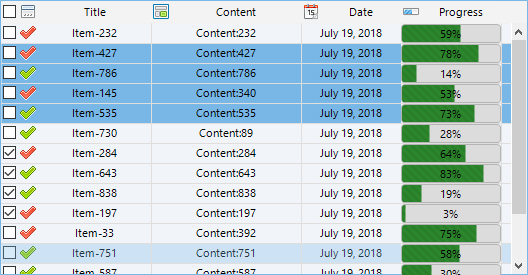 Title Content 15 Date Progress
Item-232 Content:232 July 19, 2018 59%
Item-427 Content:427 July 19, 2018 78%
Item-786 Content:786 July 19, 2018 14%
Item-145 Content:340 July 19, 2018 53%
Item-535 Content:535 July 19, 2018 73%
Item-730 Content:89 July 19, 2018 28%
Item-284 Content:284 July 19, 2018 64%
Item-643 Content:643 July 19, 2018 83%
Item-838 Content:838 July 19, 2018 19%
Item-197 Content:197 July 19, 2018 3%
Item-33 Content:392 July 19, 2018 75%
Item-751 Content:751 July 19, 2018 58%
Item-587 Content:587 July 19, 2018 30%